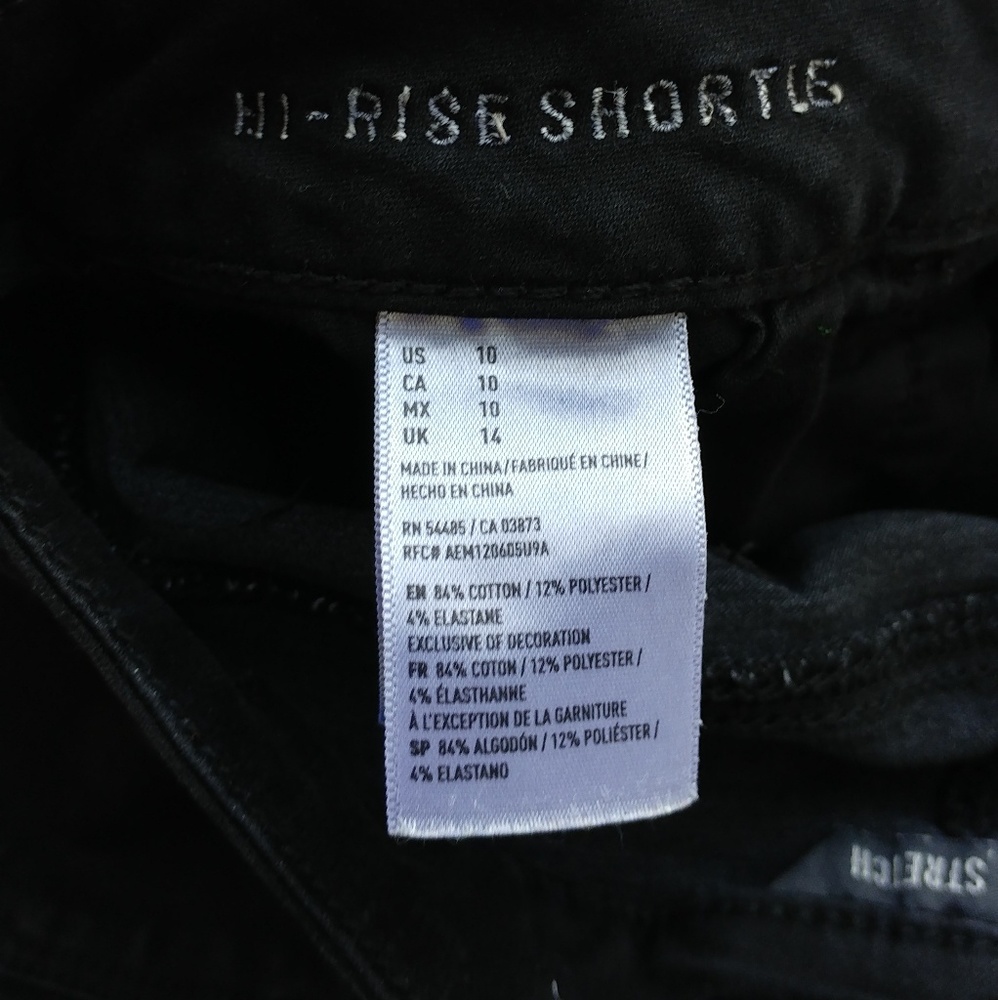 HI-RISE SHORTIE
US 10
CA 10
MX 10
UK 14
MADE IN CHINA/FABRIQUÉ EN CHINE/
HECHO EN CHINA
RN 54485 / CA 03873
RFC# AEM120605U9A
EN 84% COTTON / 12% POLYESTER /
4% ELASTANE
EXCLUSIVE OF DECORATION
FR 84% COTON / 12% POLYESTER /
4% ÉLASTHANNE
À L'EXCEPTION DE LA GARNITURE
SP 84% ALGODÓN / 12% POLIÉSTER /
4% ELASTANO
STRETCH